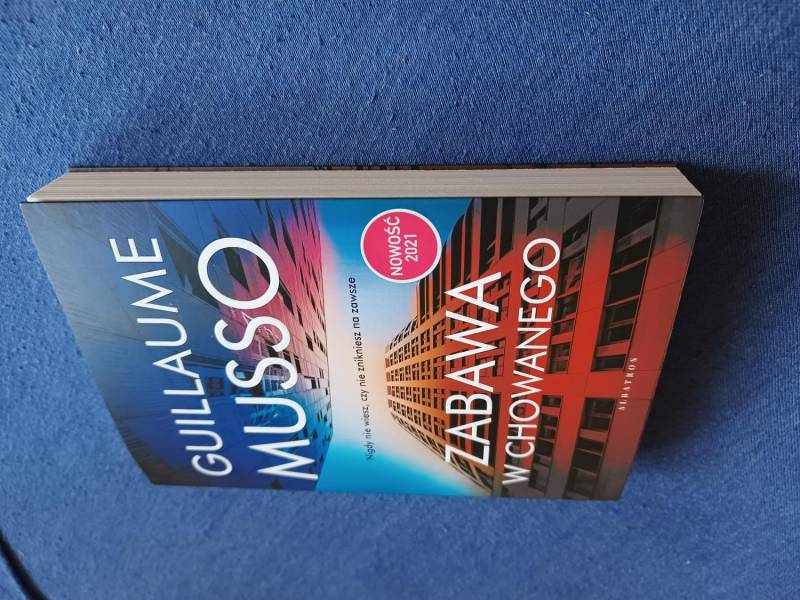 GUILLAUME
MUSSO
Nigdy nie wiesz, czy nie znikniesz na zawsze
NOWOŚĆ
2021
ZABAWA
W CHOWANEGO
ALBATROS